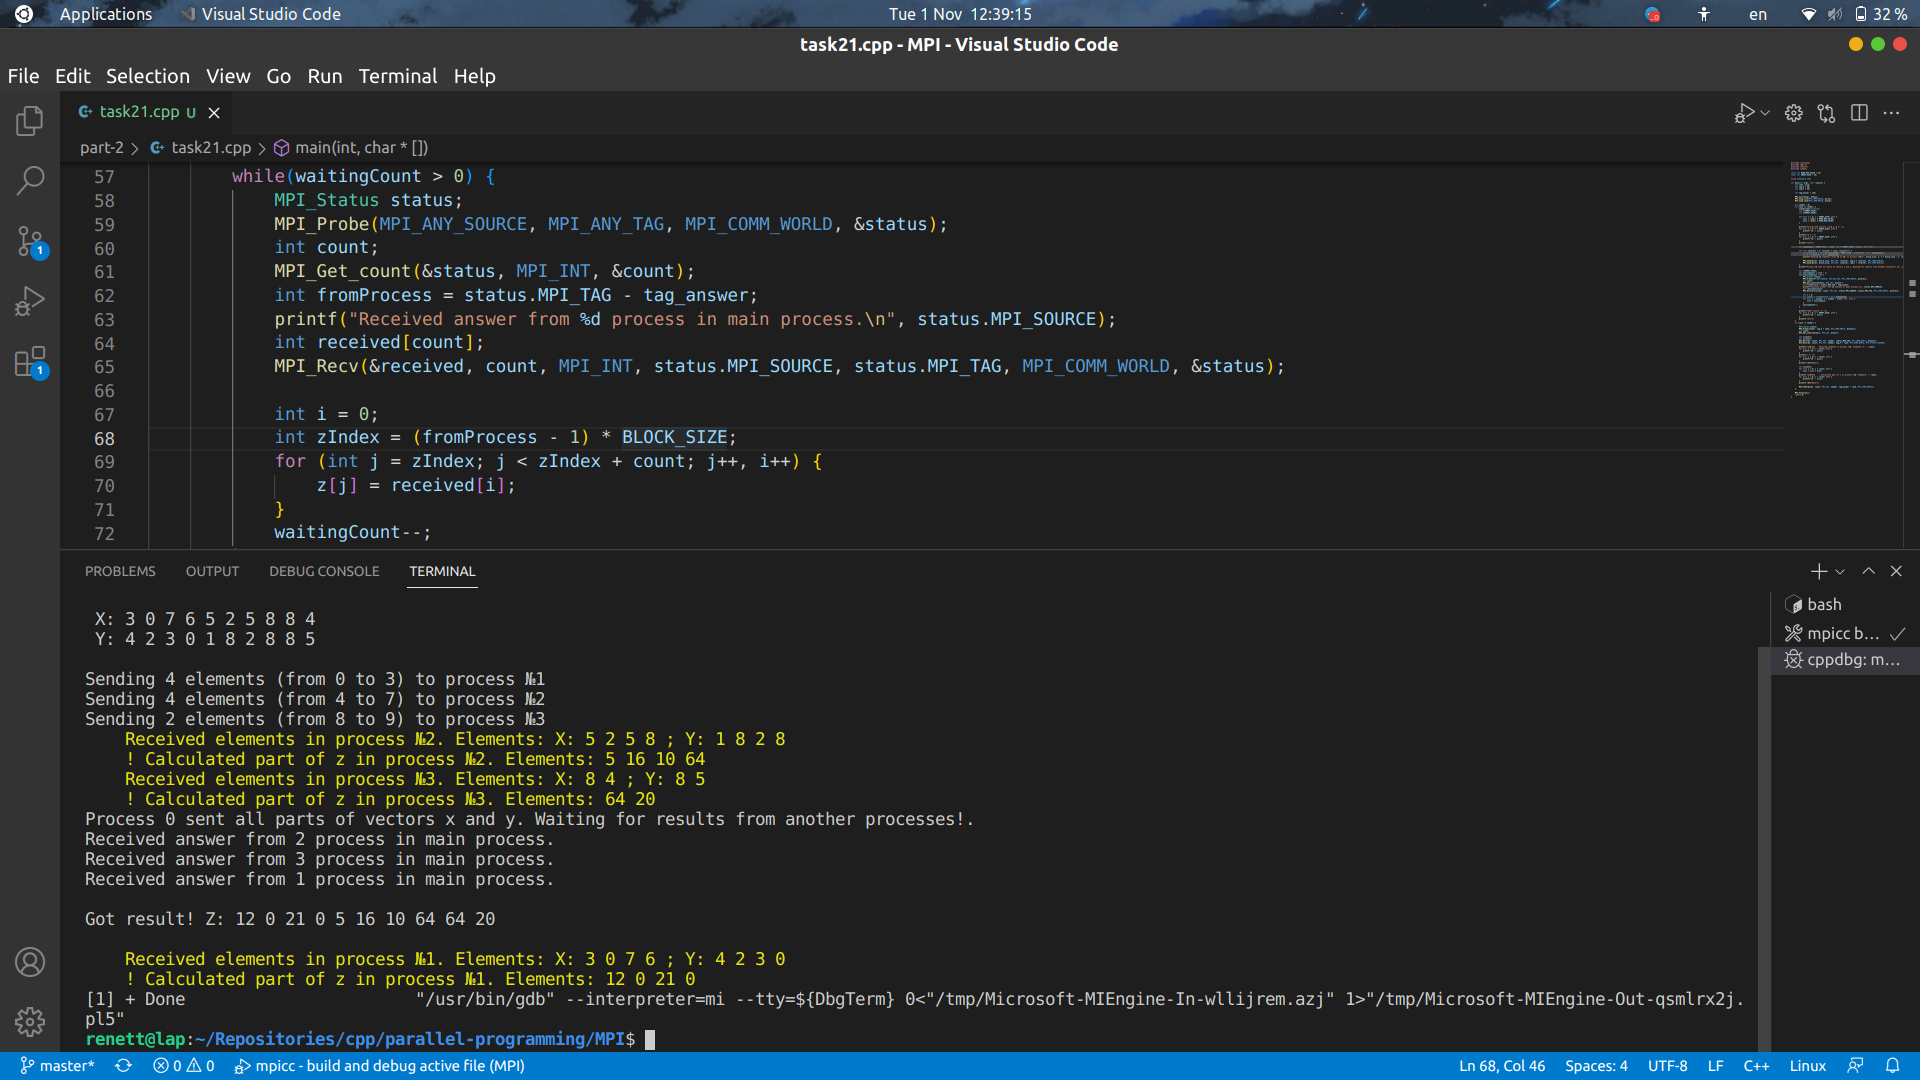 Applications
Visual Studio Code
Tue 1 Nov 12:39:15
en
32 %
task21.cpp - MPI - Visual Studio Code
File Edit Selection View Go Run Terminal Help
task21.cpp U
part-2 > task21.cpp > main(int, char * [])
57 while(waitingCount > 0) {
58 MPI_Status status;
59 MPI_Probe(MPI_ANY_SOURCE, MPI_ANY_TAG, MPI_COMM_WORLD, &status);
60 int count;
61 MPI_Get_count(&status, MPI_INT, &count);
62 int fromProcess = status.MPI_TAG - tag_answer;
63 printf("Received answer from %d process in main process.\n", status.MPI_SOURCE);
64 int received[count];
65 MPI_Recv(&received, count, MPI_INT, status.MPI_SOURCE, status.MPI_TAG, MPI_COMM_WORLD, &status);
66
67 int i = 0;
68 int zIndex = (fromProcess - 1) * BLOCK_SIZE;
69 for (int j = zIndex; j < zIndex + count; j++, i++) {
70 z[j] = received[i];
71 }
72 waitingCount--;
1
1
PROBLEMS OUTPUT DEBUG CONSOLE TERMINAL
bash
mpicc b...
cppdbg: m...
X: 3 0 7 6 5 2 5 8 8 4
Y: 4 2 3 0 1 8 2 8 8 5
Sending 4 elements (from 0 to 3) to process №1
Sending 4 elements (from 4 to 7) to process №2
Sending 2 elements (from 8 to 9) to process №3
Received elements in process №2. Elements: X: 5 2 5 8 ; Y: 1 8 2 8
! Calculated part of z in process №2. Elements: 5 16 10 64
Received elements in process №3. Elements: X: 8 4 ; Y: 8 5
! Calculated part of z in process №3. Elements: 64 20
Process 0 sent all parts of vectors x and y. Waiting for results from another processes!.
Received answer from 2 process in main process.
Received answer from 3 process in main process.
Received answer from 1 process in main process.
Got result! Z: 12 0 21 0 5 16 10 64 64 20
Received elements in process №1. Elements: X: 3 0 7 6 ; Y: 4 2 3 0
! Calculated part of z in process №1. Elements: 12 0 21 0
[1] + Done "/usr/bin/gdb" --interpreter=mi --tty=${DbgTerm} 0<"/tmp/Microsoft-MIEngine-In-wllijrem.azj" 1>"/tmp/Microsoft-MIEngine-Out-qsmlrx2j.
pl5"
renett@lap:~/Repositories/cpp/parallel-programming/MPI$
master* 0 0 mpicc - build and debug active file (MPI)
Ln 68, Col 46 Spaces: 4 UTF-8 LF C++ Linux